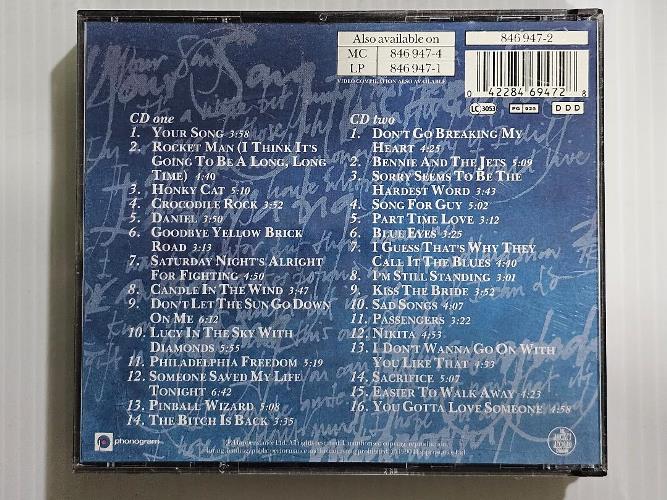 Also available on
MC 846 947-4
LP 846 947-1
VIDEO COMPILATION ALSO AVAILABLE
846 947-2
0 42284 69472 8
LC 3053
PG 925
D D D
CD one
1. YOUR SONG 3:58
2. ROCKET MAN (I THINK IT'S
GOING TO BE A LONG, LONG
TIME) 4:40
3. HONKY CAT 5:10
4. CROCODILE ROCK 3:52
5. DANIEL 3:50
6. GOODBYE YELLOW BRICK
ROAD 3:13
7. SATURDAY NIGHT'S ALRIGHT
FOR FIGHTING 4:50
8. CANDLE IN THE WIND 3:47
9. DON'T LET THE SUN GO DOWN
ON ME 6:12
10. LUCY IN THE SKY WITH
DIAMONDS 5:55
11. PHILADELPHIA FREEDOM 5:19
12. SOMEONE SAVED MY LIFE
TONIGHT 6:42
13. PINBALL WIZARD 5:08
14. THE BITCH IS BACK 3:35
CD two
1. DON'T GO BREAKING MY
HEART 4:25
2. BENNIE AND THE JETS 5:09
3. SORRY SEEMS TO BE THE
HARDEST WORD 3:43
4. SONG FOR GUY 5:02
5. PART TIME LOVE 3:12
6. BLUE EYES 3:25
7. I GUESS THAT'S WHY THEY
CALL IT THE BLUES 4:40
8. I'M STILL STANDING 3:01
9. KISS THE BRIDE 3:52
10. SAD SONGS 4:07
11. PASSENGERS 3:22
12. NIKITA 4:53
13. I DON'T WANNA GO ON WITH
YOU LIKE THAT 4:33
14. SACRIFICE 5:07
15. EASIER TO WALK AWAY 4:23
16. YOU GOTTA LOVE SOMEONE 4:58
phonogram